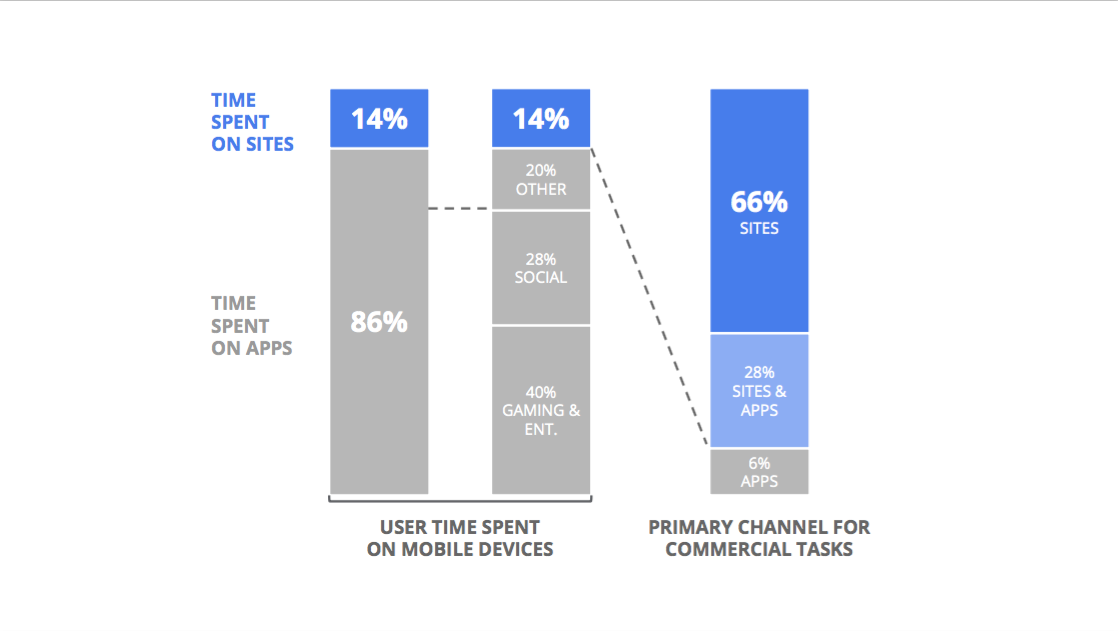 TIME
SPENT
ON SITES
14%
14%
20%
OTHER
28%
SOCIAL
TIME
SPENT
ON APPS
86%
40%
GAMING &
ENT.
66%
SITES
28%
SITES &
APPS
6%
APPS
USER TIME SPENT
ON MOBILE DEVICES
PRIMARY CHANNEL FOR
COMMERCIAL TASKS